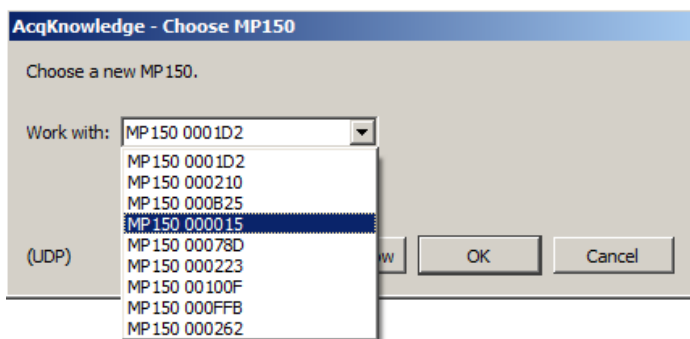 AcqKnowledge - Choose MP150
Choose a new MP150.
Work with: MP150 0001D2
MP150 0001D2
MP150 000210
MP150 000B25
MP150 000015
MP150 00078D
MP150 000223
MP150 00100F
MP150 000FFB
MP150 000262
(UDP) OK Cancel